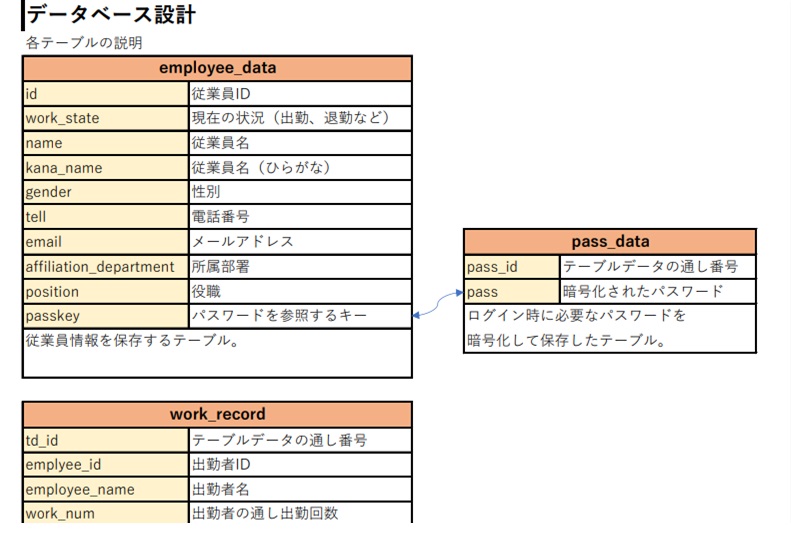 データベース設計
各テーブルの説明
employee_data
id 従業員ID
work_state 現在の状況（出勤、退勤など）
name 従業員名
kana_name 従業員名（ひらがな）
gender 性別
tell 電話番号
email メールアドレス
affiliation_department 所属部署
position 役職
passkey パスワードを参照するキー
従業員情報を保存するテーブル。
pass_data
pass_id テーブルデータの通し番号
pass 暗号化されたパスワード
ログイン時に必要なパスワードを
暗号化して保存したテーブル。
work_record
td_id テーブルデータの通し番号
emplyee_id 出勤者ID
employee_name 出勤者名
work_num 出勤者の通し出勤回数